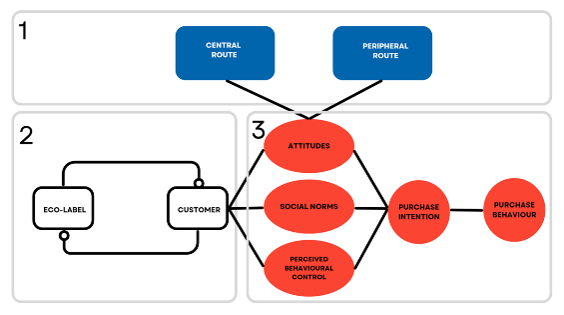 1
CENTRAL
ROUTE
PERIPHERAL
ROUTE
2
ECO-LABEL
CUSTOMER
3
ATTITUDES
SOCIAL NORMS
PERCEIVED
BEHAVIOURAL
CONTROL
PURCHASE
INTENTION
PURCHASE
BEHAVIOUR